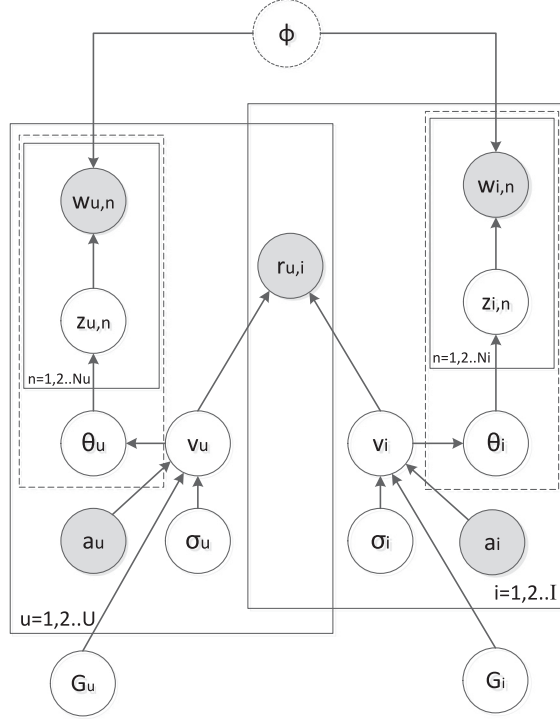 ϕ
wu,n
wi,n
ru,i
zu,n
zi,n
n=1,2..Nu
n=1,2..Ni
θu
vu
vi
θi
au
σu
σi
ai
u=1,2..U
i=1,2..I
Gu
Gi